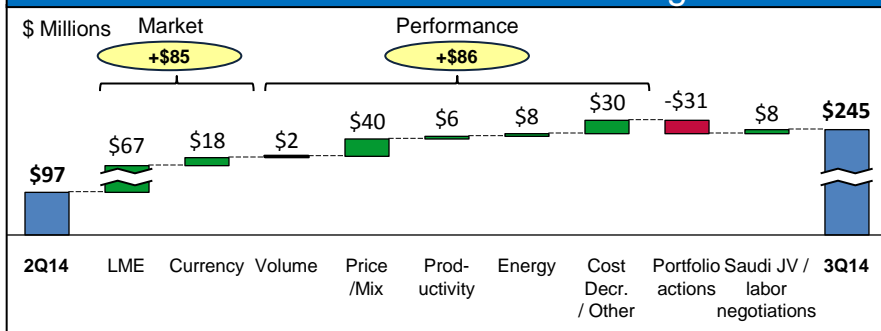 $ Millions Market Performance
+$85 +$86
$97 $67 $18 $2 $40 $6 $8 $30 -$31 $8 $245
2Q14 LME Currency Volume Price Prod- Energy Cost Portfolio Saudi JV / 3Q14
/Mix uctivity Decr. actions labor
/ Other negotiations